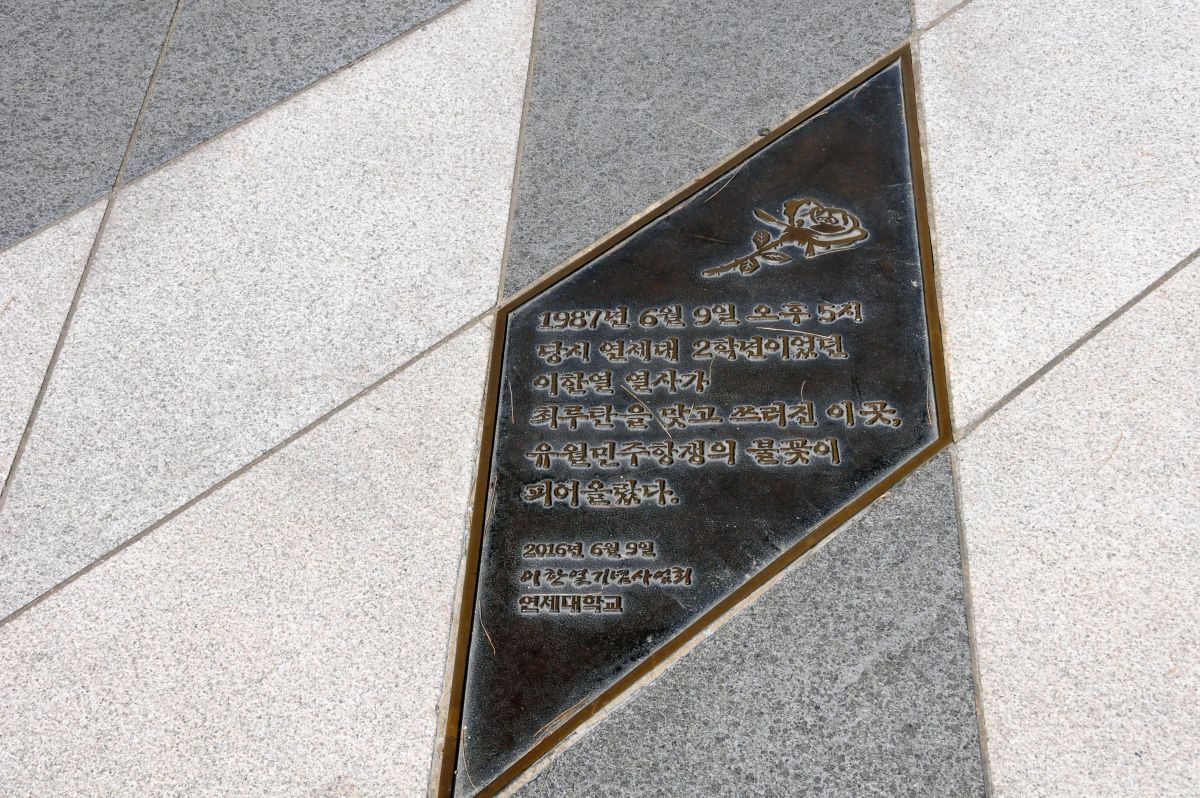 1987년 6월 9일 오후 5시
당시 연세대 2학년이었던
이한열 열사가
최루탄을 맞고 쓰러진 이 곳,
유월민주항쟁의 불꽃이
피어올랐다.
2016년 6월 9일
이한열기념사업회
연세대학교